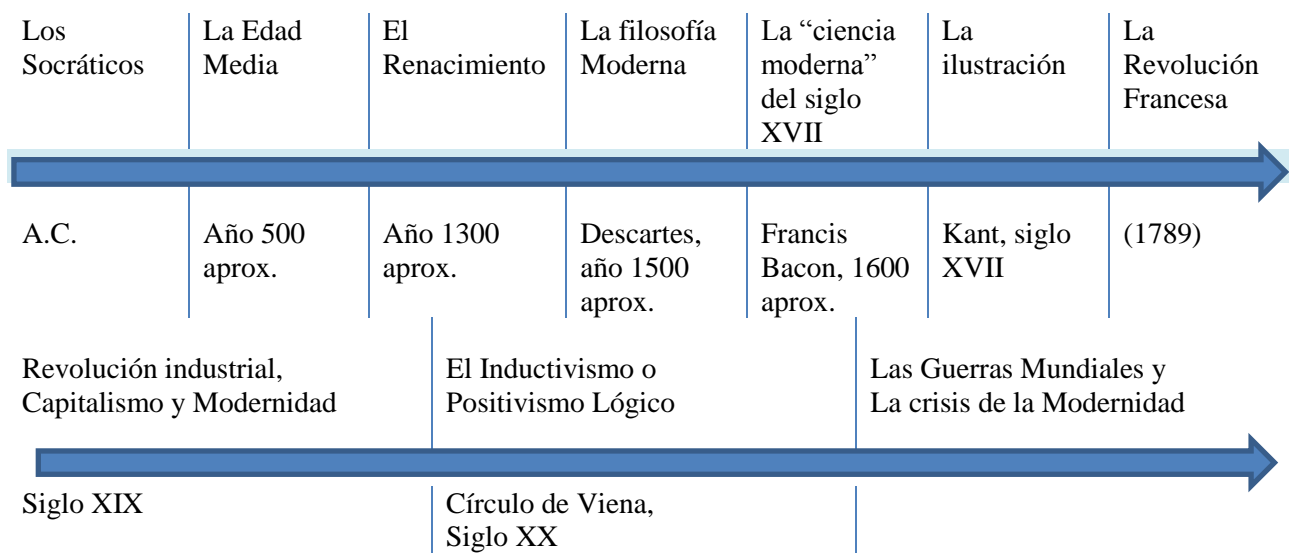 Los
Socráticos
La Edad
Media
El
Renacimiento
La filosofía
Moderna
La “ciencia
moderna”
del siglo
XVII
La
ilustración
La
Revolución
Francesa
A.C.
Año 500
aprox.
Año 1300
aprox.
Descartes,
año 1500
aprox.
Francis
Bacon, 1600
aprox.
Kant, siglo
XVII
(1789)
Revolución industrial,
Capitalismo y Modernidad
El Inductivismo o
Positivismo Lógico
Las Guerras Mundiales y
La crisis de la Modernidad
Siglo XIX
Círculo de Viena,
Siglo XX